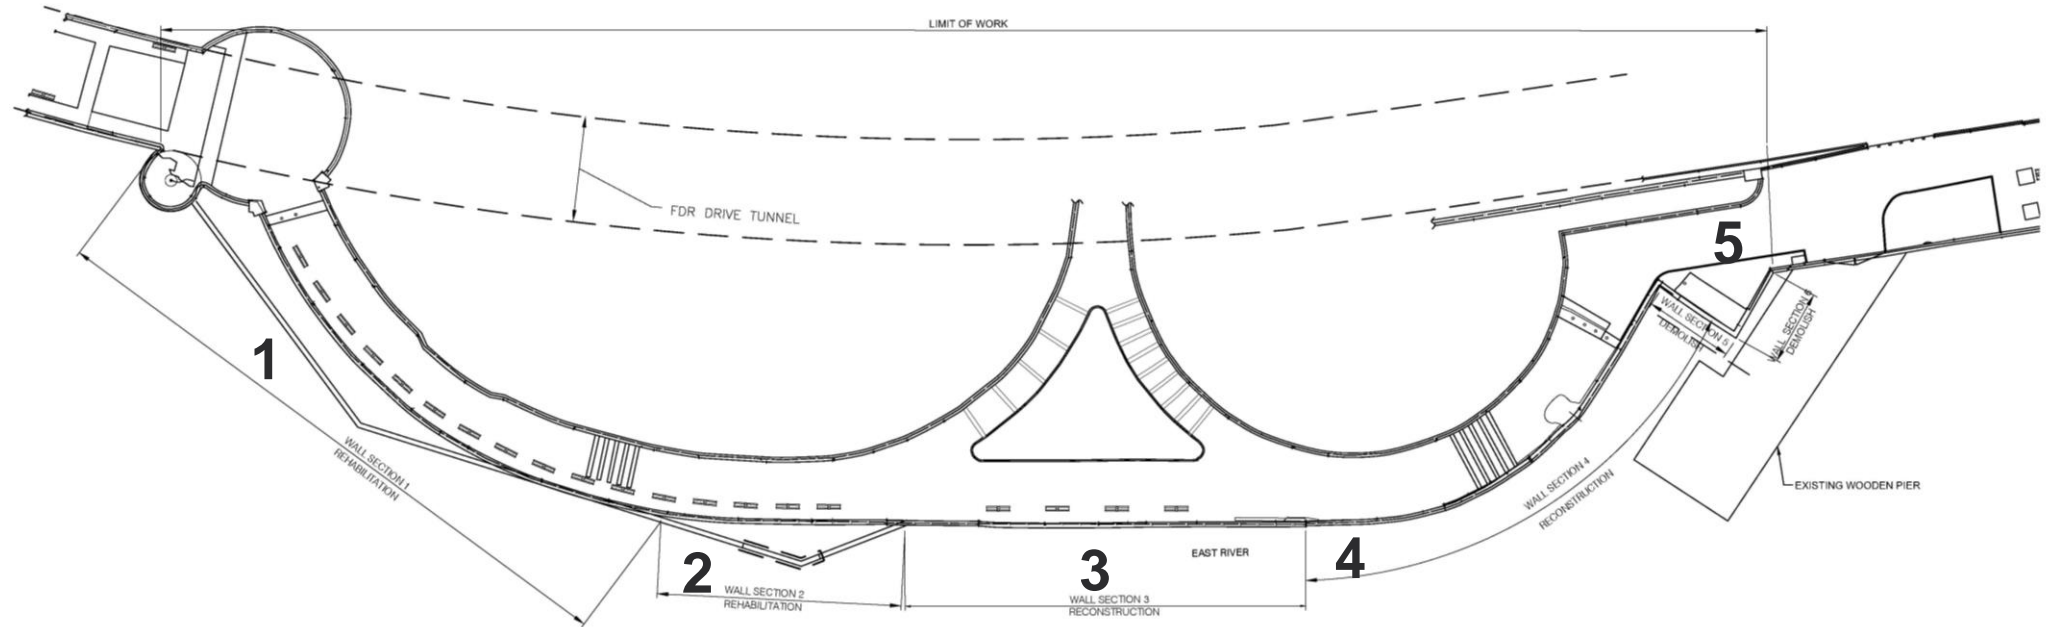 LIMIT OF WORK
FDR DRIVE TUNNEL
5
WALL SECTION 5
DEMOLISH
WALL SECTION 6
DEMOLISH
1
WALL SECTION 1
REHABILITATION
WALL SECTION 4
RECONSTRUCTION
EXISTING WOODEN PIER
EAST RIVER
2
3
4
WALL SECTION 2
REHABILITATION
WALL SECTION 3
RECONSTRUCTION